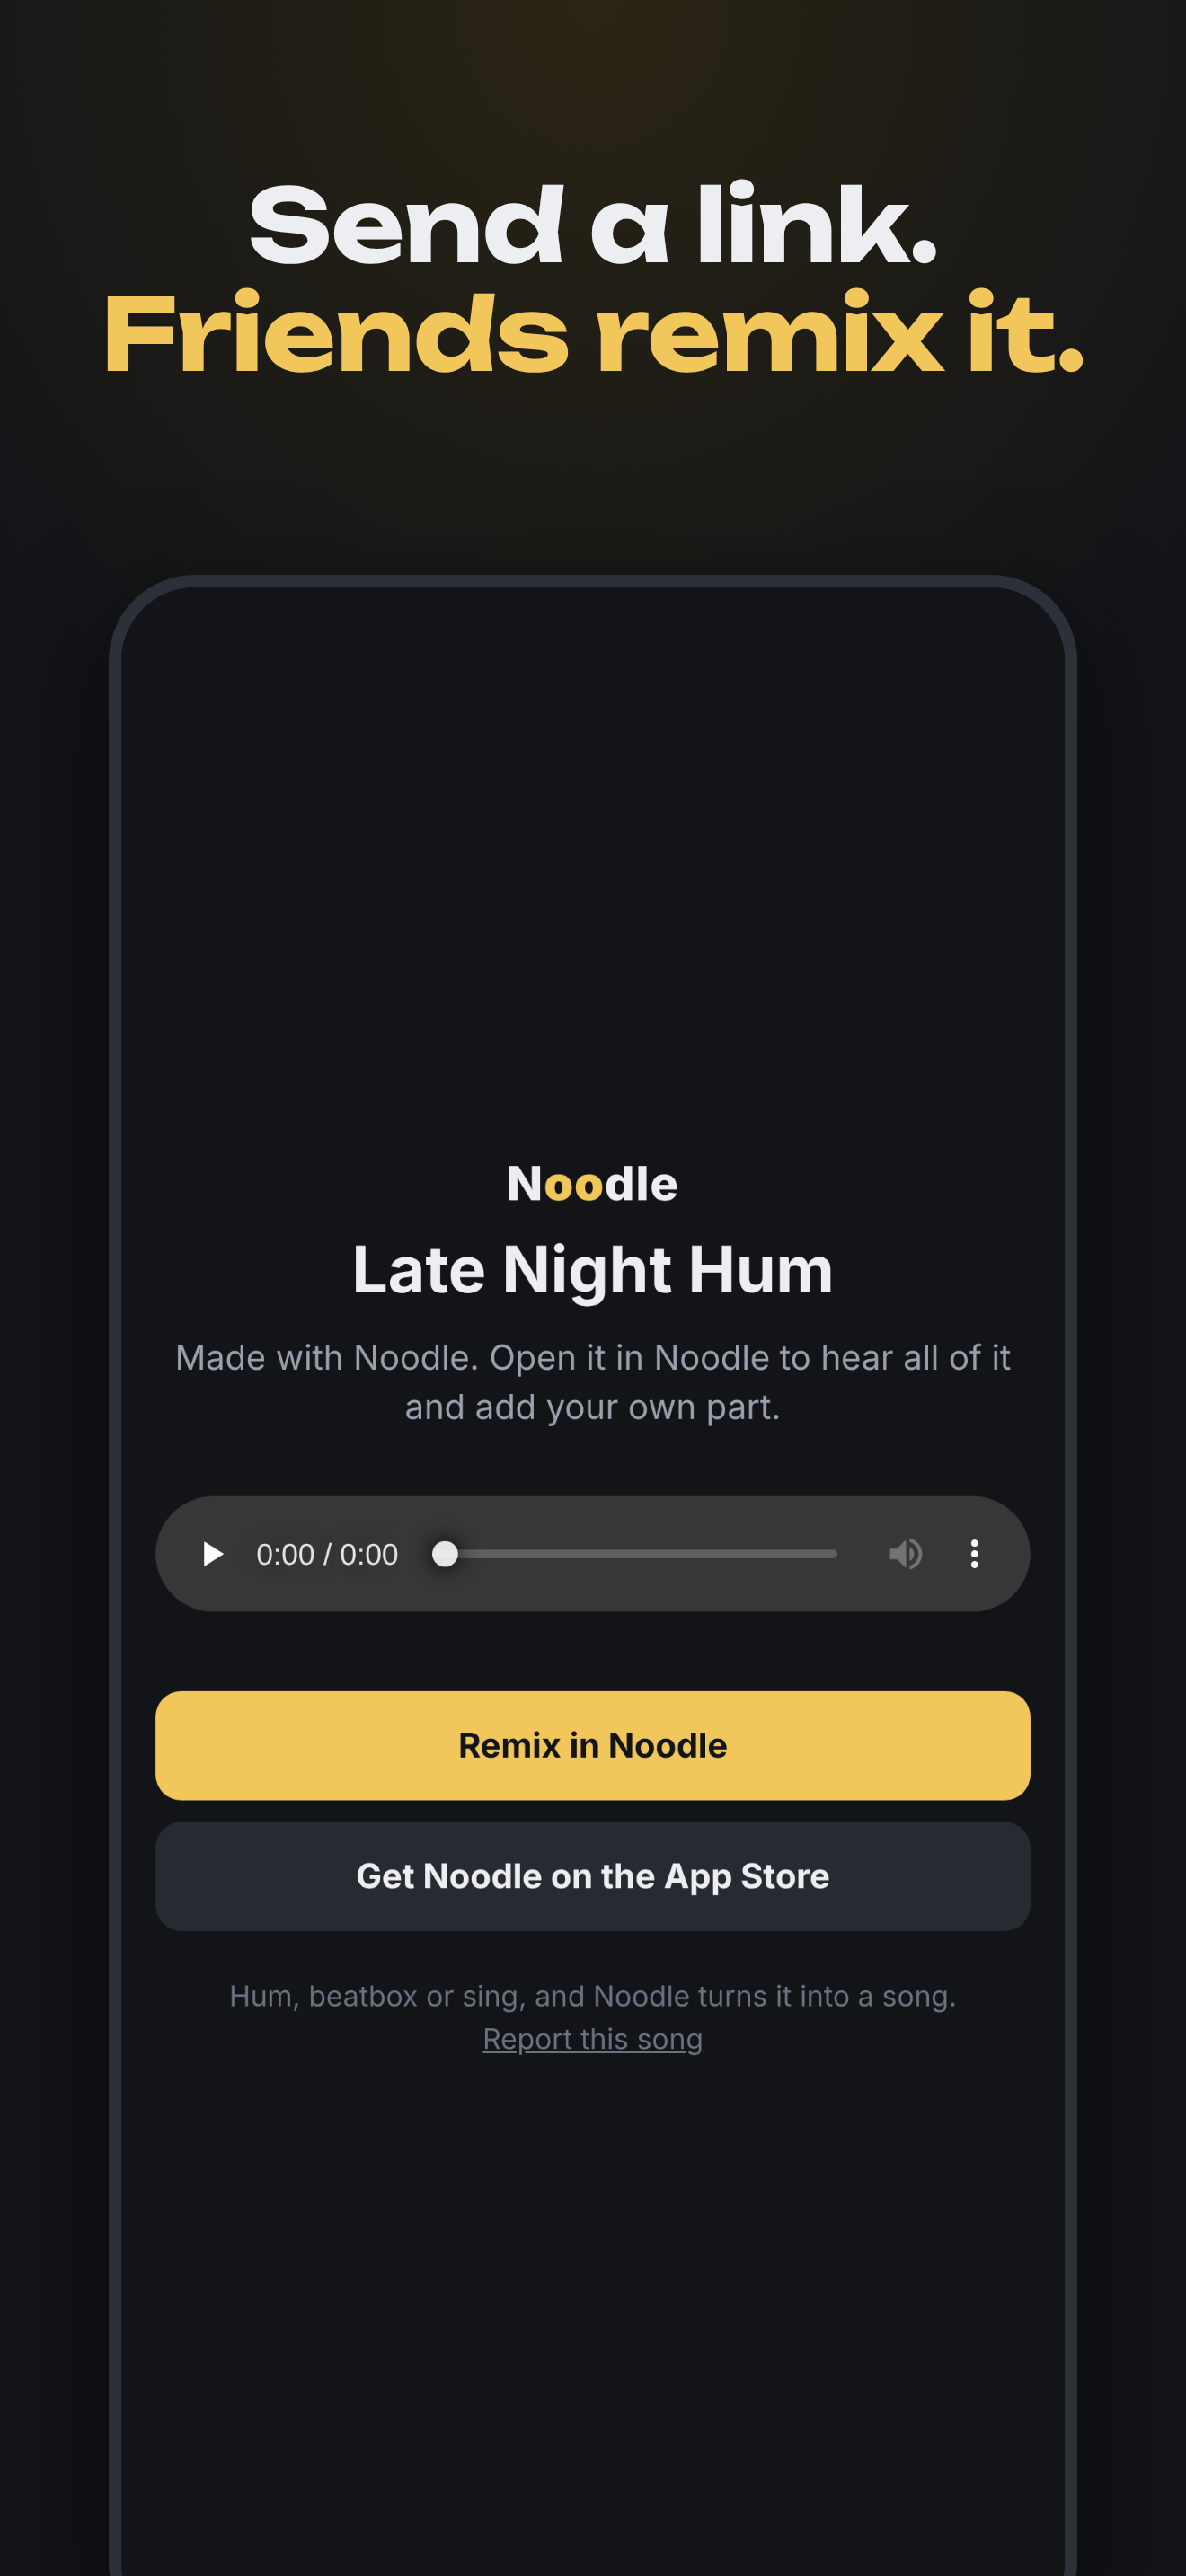 Send a link.
Friends remix it.
Noodle
Late Night Hum
Made with Noodle. Open it in Noodle to hear all of it
and add your own part.
0:00 / 0:00
Remix in Noodle
Get Noodle on the App Store
Hum, beatbox or sing, and Noodle turns it into a song.
Report this song